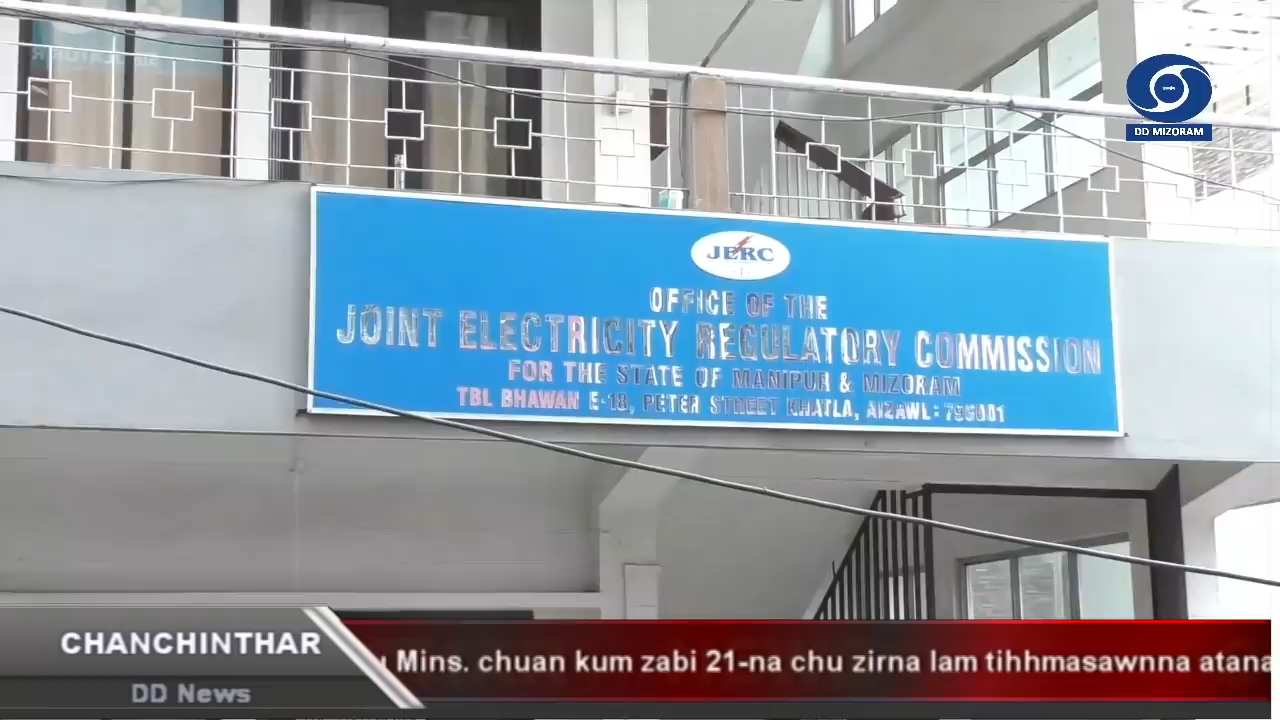 DD MIZORAM
JERC
OFFICE OF THE
JOINT ELECTRICITY REGULATORY COMMISSION
FOR THE STATE OF MANIPUR & MIZORAM
TBL BHAWAN E-18, PETER STREET KHATLA, AIZAWL: 796001
CHANCHINTHAR
Mins. chuan kum zabi 21-na chu zirna lam tihhmasawnna atana
DD News